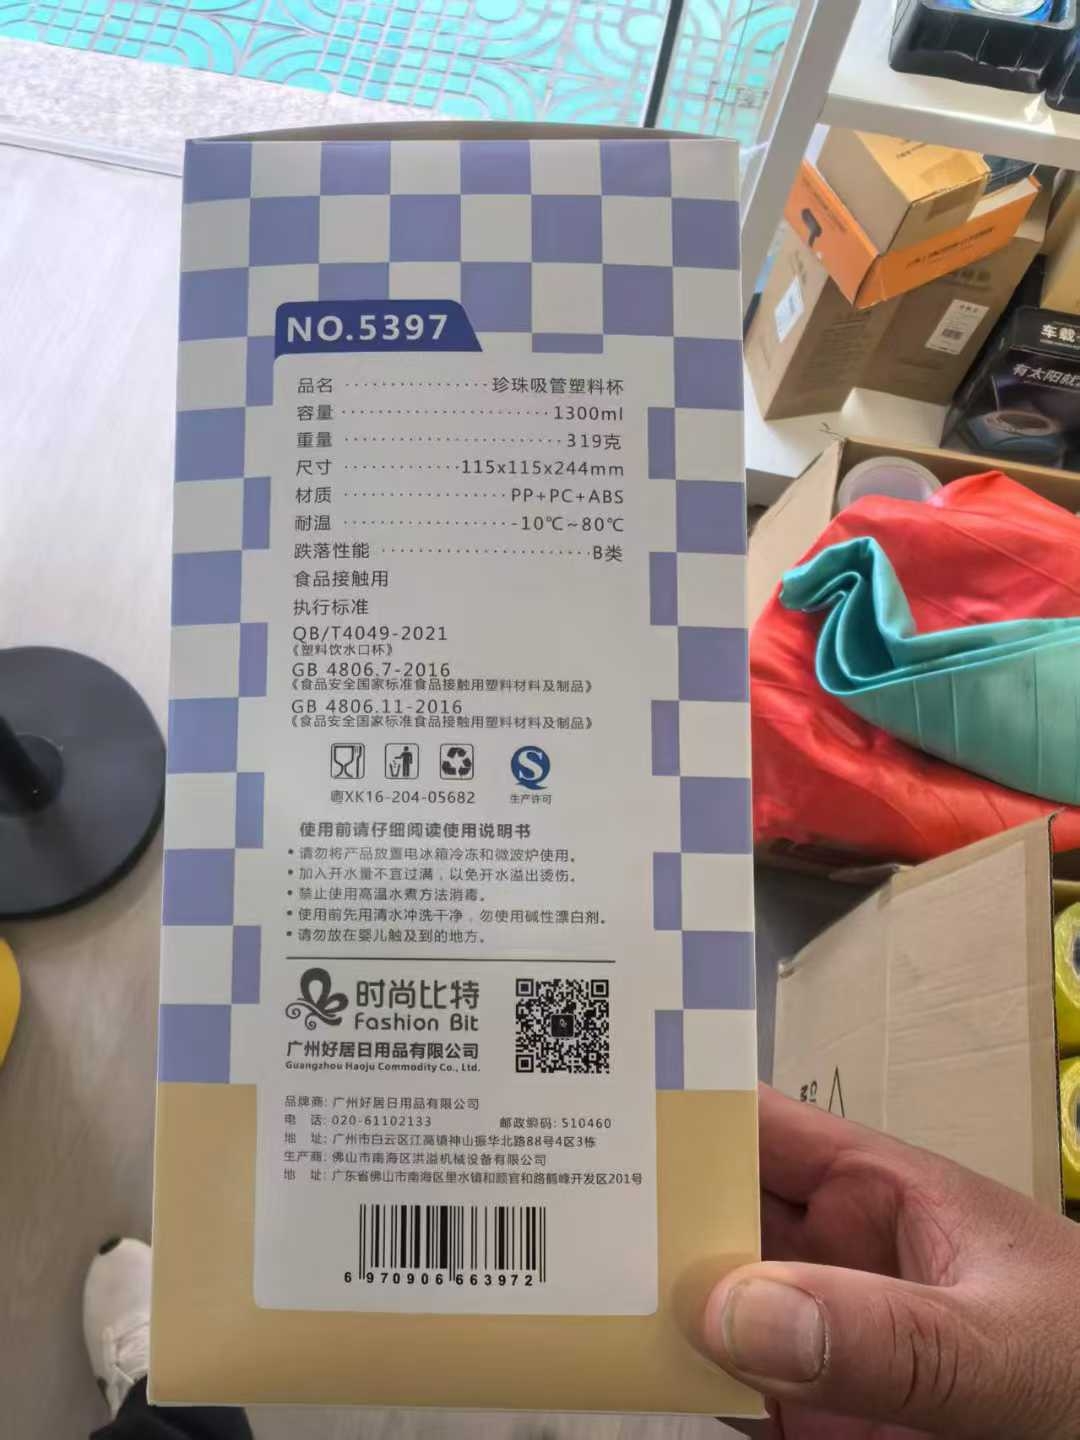 NO.5397
品名················珍珠吸管塑料杯
容量······················1300ml
重量·······················319克
尺寸············115x115x244mm
材质·················PP+PC+ABS
耐温·················-10℃~80℃
跌落性能······················B类
食品接触用
执行标准
QB/T4049-2021
《塑料饮水口杯》
GB 4806.7-2016
《食品安全国家标准食品接触用塑料材料及制品》
GB 4806.11-2016
《食品安全国家标准食品接触用塑料材料及制品》
粤XK16-204-05682
生产许可
使用前请仔细阅读使用说明书
•请勿将产品放置电冰箱冷冻和微波炉使用。
•加入开水量不宜过满，以免开水溢出烫伤。
•禁止使用高温水煮方法消毒。
•使用前先用清水冲洗干净，勿使用碱性漂白剂。
•请勿放在婴儿触及到的地方。
时尚比特
Fashion Bit
广州好居日用品有限公司
Guangzhou Haoju Commodity Co., Ltd.
品牌商: 广州好居日用品有限公司
电 话: 020-61102133 邮政编码: 510460
地 址: 广州市白云区江高镇神山振华北路88号4区3栋
生产商: 佛山市南海区洪溢机械设备有限公司
地 址: 广东省佛山市南海区里水镇和顺官和路鹤峰开发区201号
6 970906 663972
车载
有太阳就